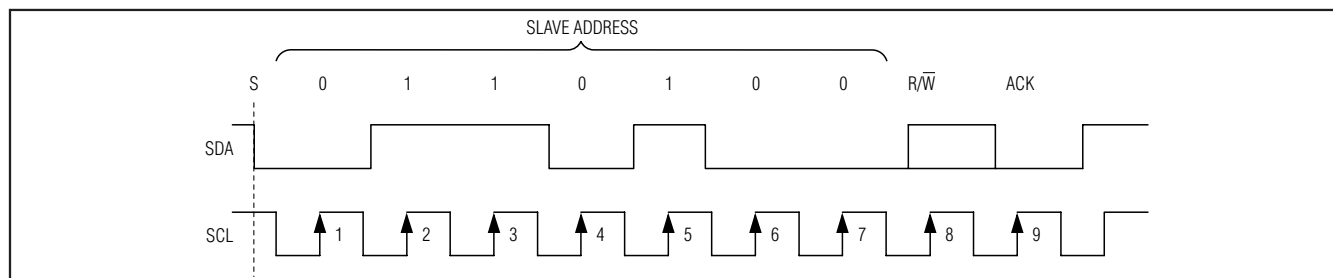 SLAVE ADDRESS
S 0 1 1 0 1 0 0 R/W̅ ACK
SDA
SCL 1 2 3 4 5 6 7 8 9